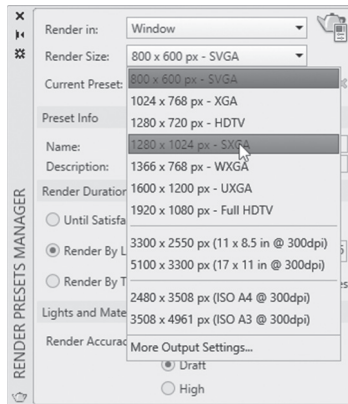 Render in: Window
Render Size: 800 x 600 px - SVGA
Current Preset: 800 x 600 px - SVGA
1024 x 768 px - XGA
Preset Info
1280 x 720 px - HDTV
Name: 1280 x 1024 px - SXGA
Description: 1366 x 768 px - WXGA
Render Duration 1600 x 1200 px - UXGA
Until Satisfa 1920 x 1080 px - Full HDTV
Render By L 3300 x 2550 px (11 x 8.5 in @ 300dpi)
5100 x 3300 px (17 x 11 in @ 300dpi)
Render By T 2480 x 3508 px (ISO A4 @ 300dpi)
Lights and Mate 3508 x 4961 px (ISO A3 @ 300dpi)
Render Accurac More Output Settings...
Draft
High
RENDER PRESETS MANAGER